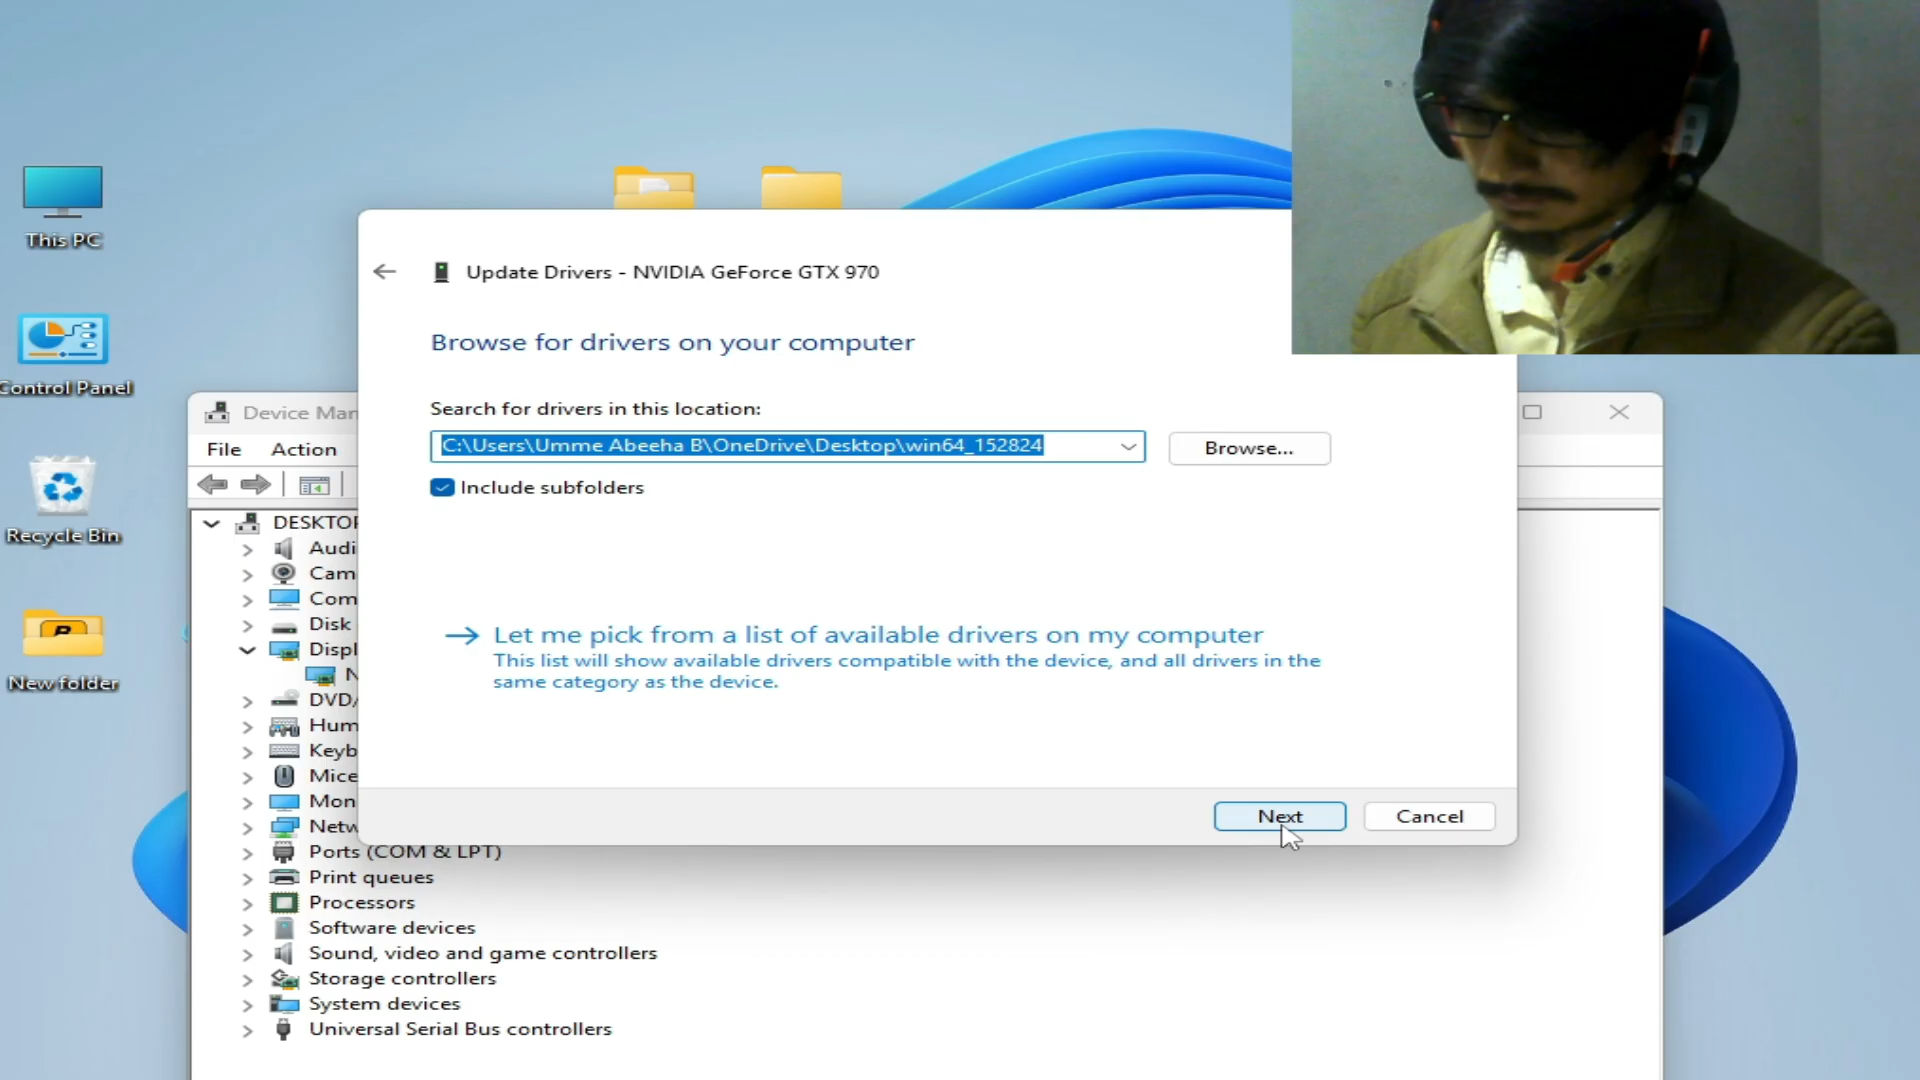 This PC
Control Panel
Recycle Bin
New folder
Update Drivers - NVIDIA GeForce GTX 970
Browse for drivers on your computer
Search for drivers in this location:
C:\Users\Umme Abeeha B\OneDrive\Desktop\win64_152824
Browse...
Include subfolders
Let me pick from a list of available drivers on my computer
This list will show available drivers compatible with the device, and all drivers in the
same category as the device.
Next
Cancel
Device Man
File
Action
DESKTOP
Audi
Cam
Com
Disk
Displ
N
DVD/
Hum
Keyb
Mice
Mon
Netw
Ports (COM & LPT)
Print queues
Processors
Software devices
Sound, video and game controllers
Storage controllers
System devices
Universal Serial Bus controllers